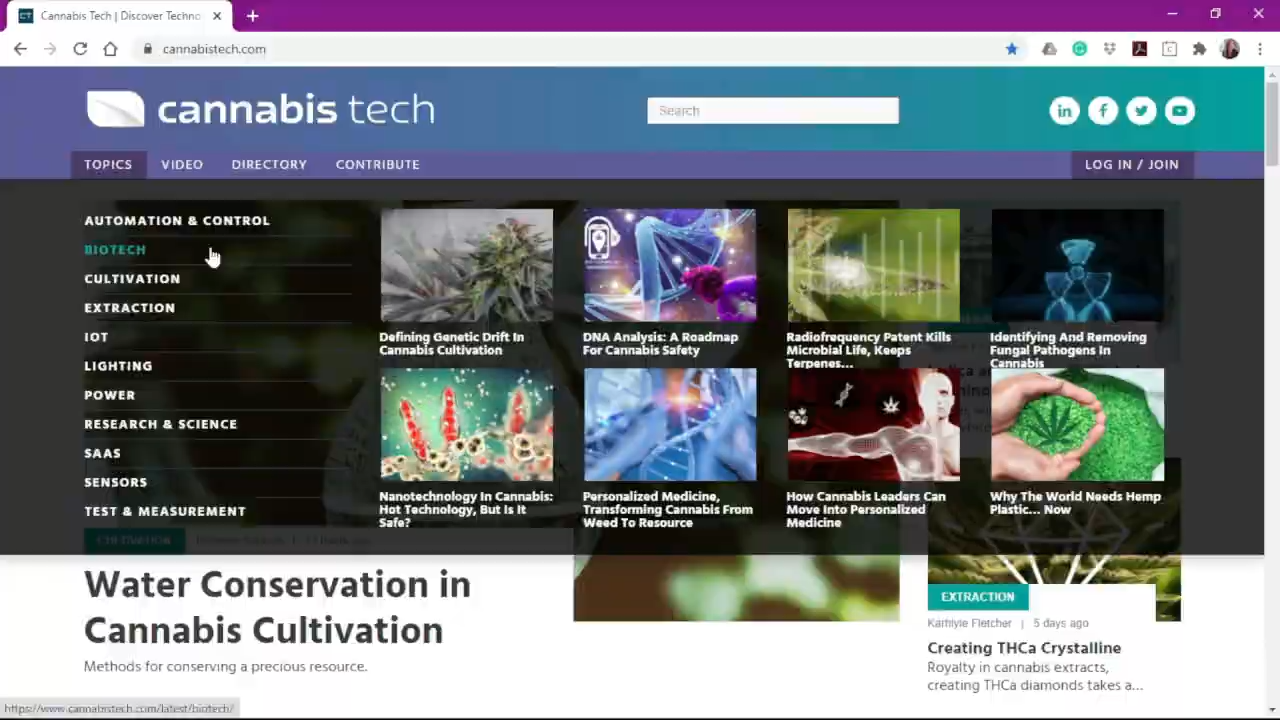 Cannabis Tech | Discover Techno
cannabistech.com
cannabis tech
Search
TOPICS
VIDEO
DIRECTORY
CONTRIBUTE
LOG IN / JOIN
AUTOMATION & CONTROL
BIOTECH
CULTIVATION
EXTRACTION
IOT
LIGHTING
POWER
RESEARCH & SCIENCE
SAAS
SENSORS
TEST & MEASUREMENT
Defining Genetic Drift In
Cannabis Cultivation
DNA Analysis: A Roadmap
For Cannabis Safety
Radiofrequency Patent Kills
Microbial Life, Keeps
Terpenes...
Identifying And Removing
Fungal Pathogens In
Cannabis
Nanotechnology In Cannabis:
Hot Technology, But Is It
Safe?
Personalized Medicine,
Transforming Cannabis From
Weed To Resource
How Cannabis Leaders Can
Move Into Personalized
Medicine
Why The World Needs Hemp
Plastic... Now
CULTIVATION
Water Conservation in
Cannabis Cultivation
Methods for conserving a precious resource.
EXTRACTION
Karhlyle Fletcher | 5 days ago
Creating THCa Crystalline
Royalty in cannabis extracts,
creating THCa diamonds takes a...
https://www.cannabistech.com/latest/biotech/